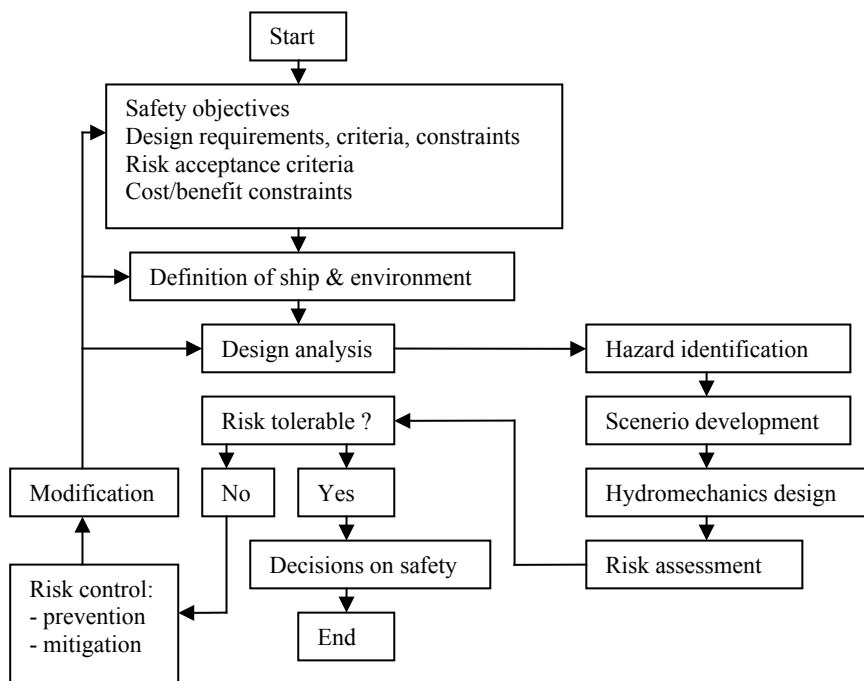 Start
Safety objectives
Design requirements, criteria, constraints
Risk acceptance criteria
Cost/benefit constraints
Definition of ship & environment
Design analysis
Hazard identification
Risk tolerable ?
Scenerio development
Modification
No
Yes
Hydromechanics design
Decisions on safety
Risk assessment
Risk control:
- prevention
- mitigation
End